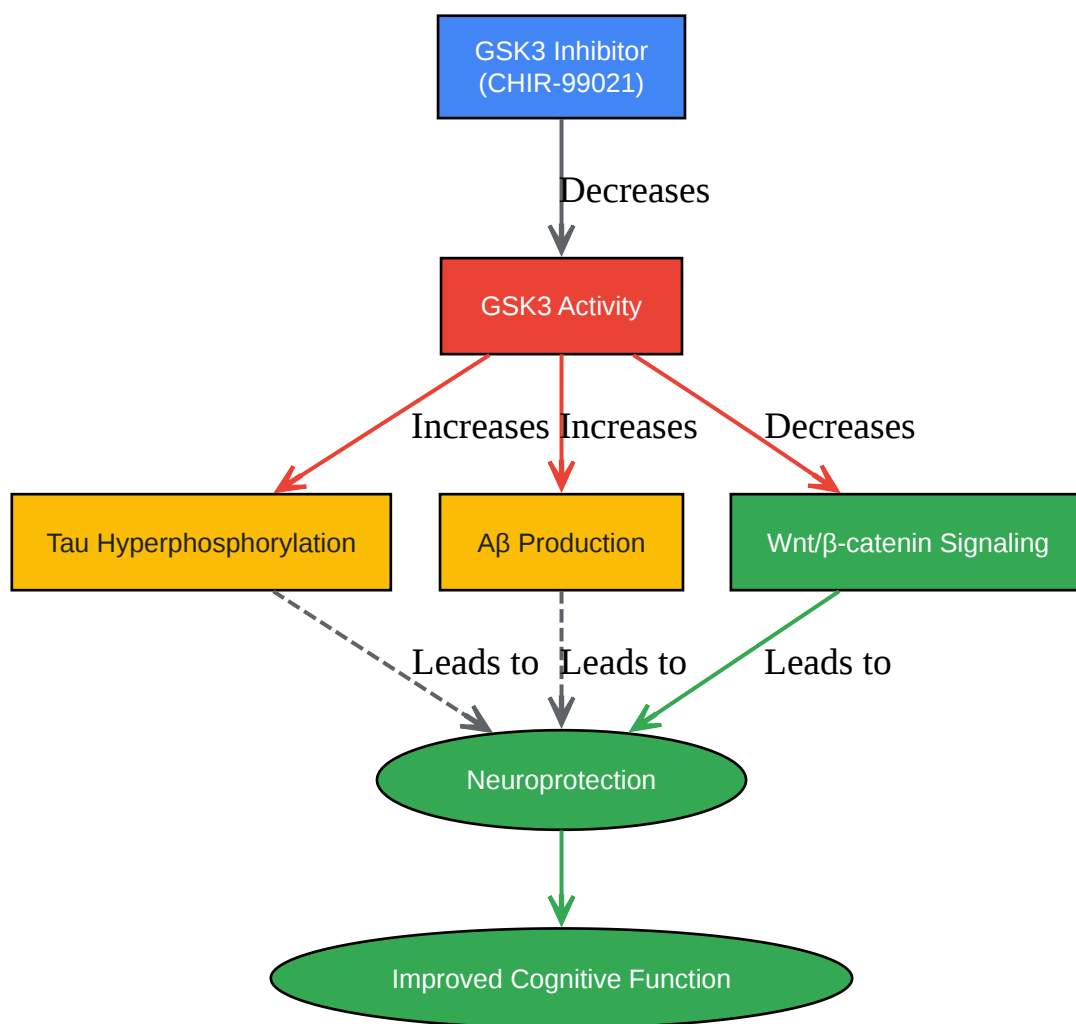 GSK3 Inhibitor
(CHIR-99021)
Decreases
GSK3 Activity
Increases
Increases
Decreases
Tau Hyperphosphorylation
Aβ Production
Wnt/β-catenin Signaling
Leads to
Leads to
Leads to
Neuroprotection
Improved Cognitive Function